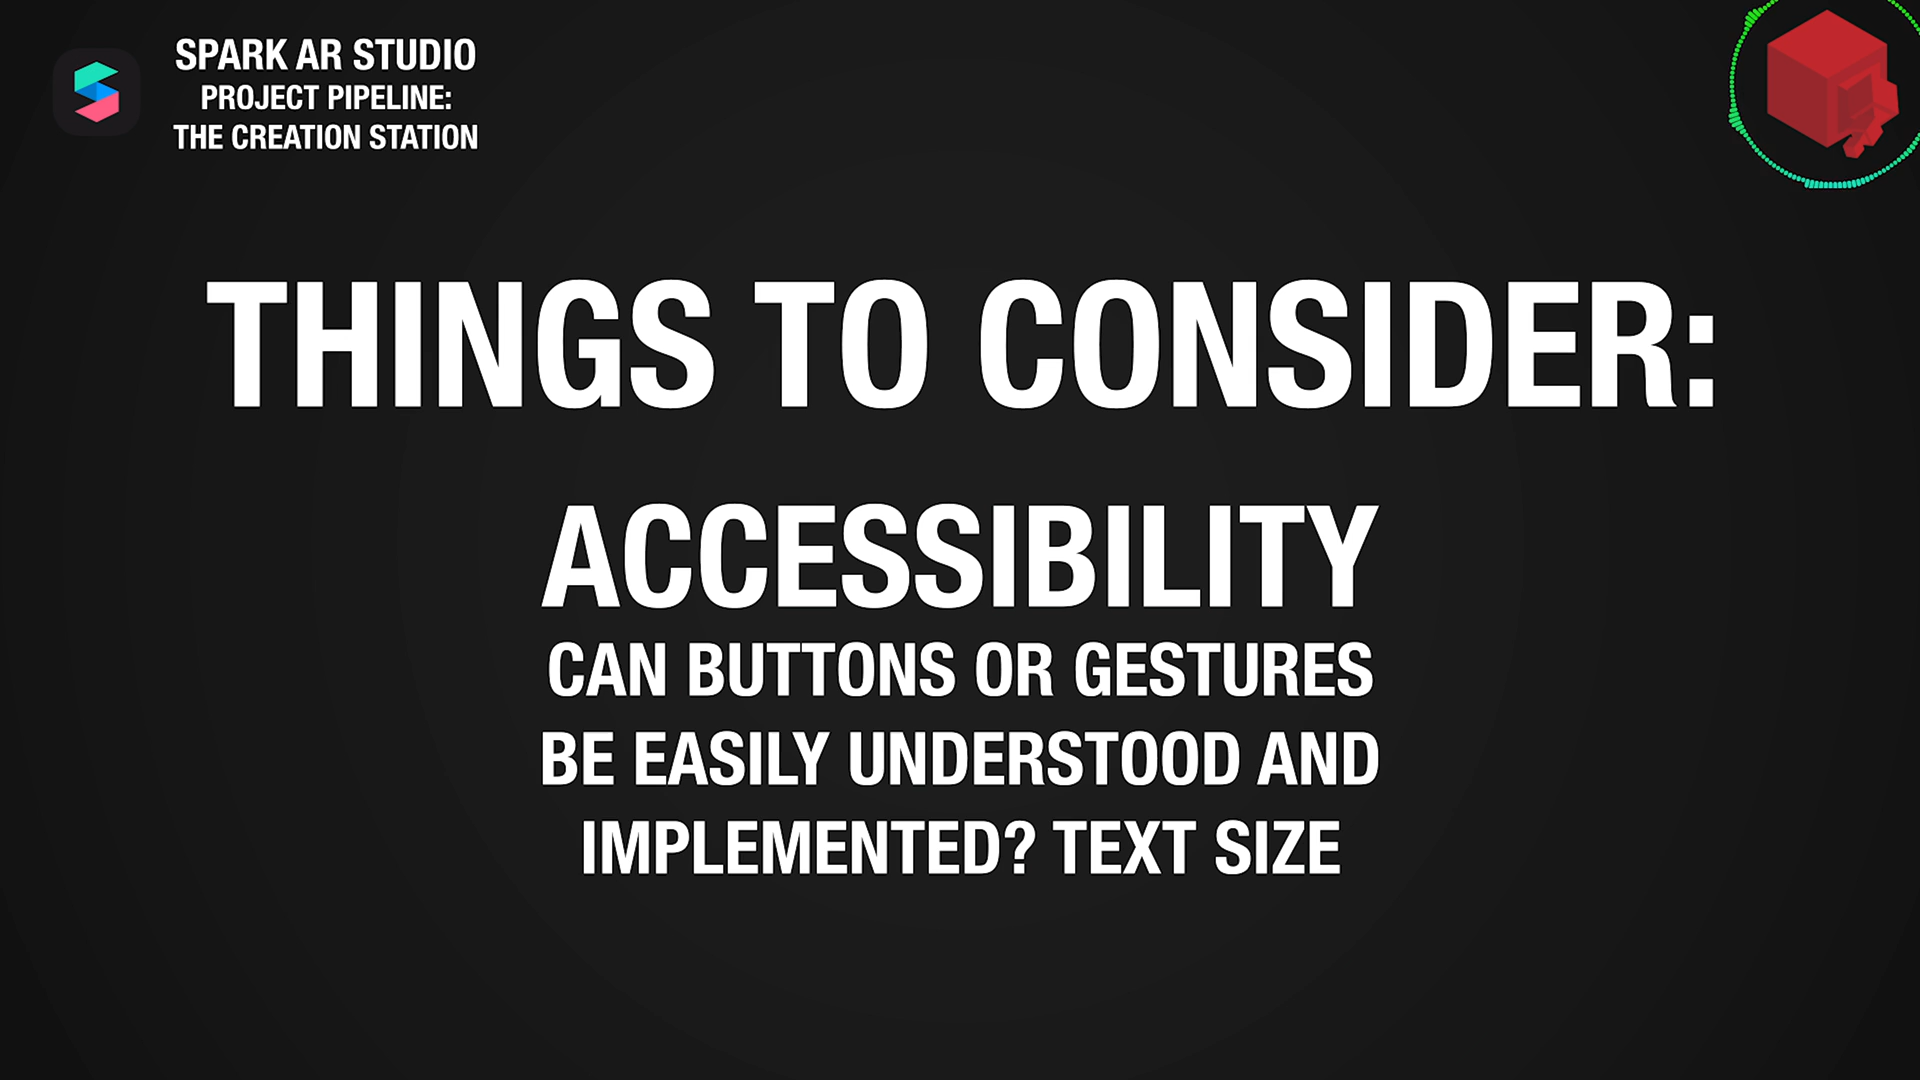 SPARK AR STUDIO
PROJECT PIPELINE:
THE CREATION STATION
THINGS TO CONSIDER:
ACCESSIBILITY
CAN BUTTONS OR GESTURES
BE EASILY UNDERSTOOD AND
IMPLEMENTED? TEXT SIZE